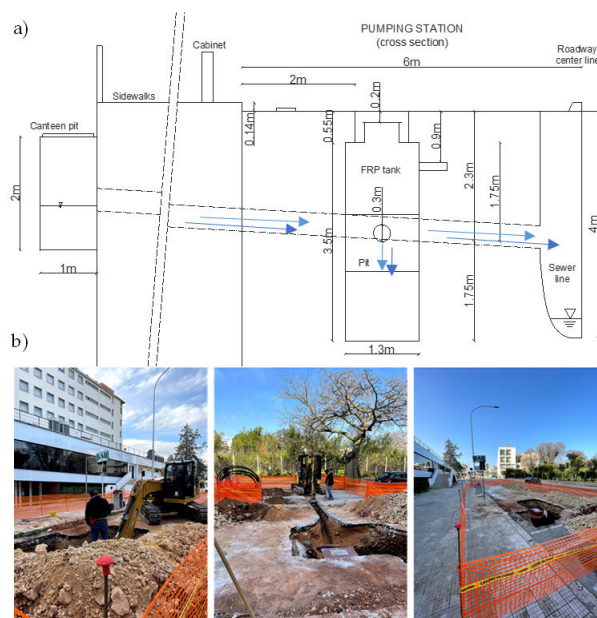 a)
PUMPING STATION
(cross section)
Roadway
center line
Cabinet
6m
2m
0.2m
Sidewalks
Canteen pit
0.14m
0.55m
0.9m
FRP tank
2.3m
1.75m
2m
0.3m
4m
3.5m
Pit
Sewer
line
1m
1.75m
1.3m
b)